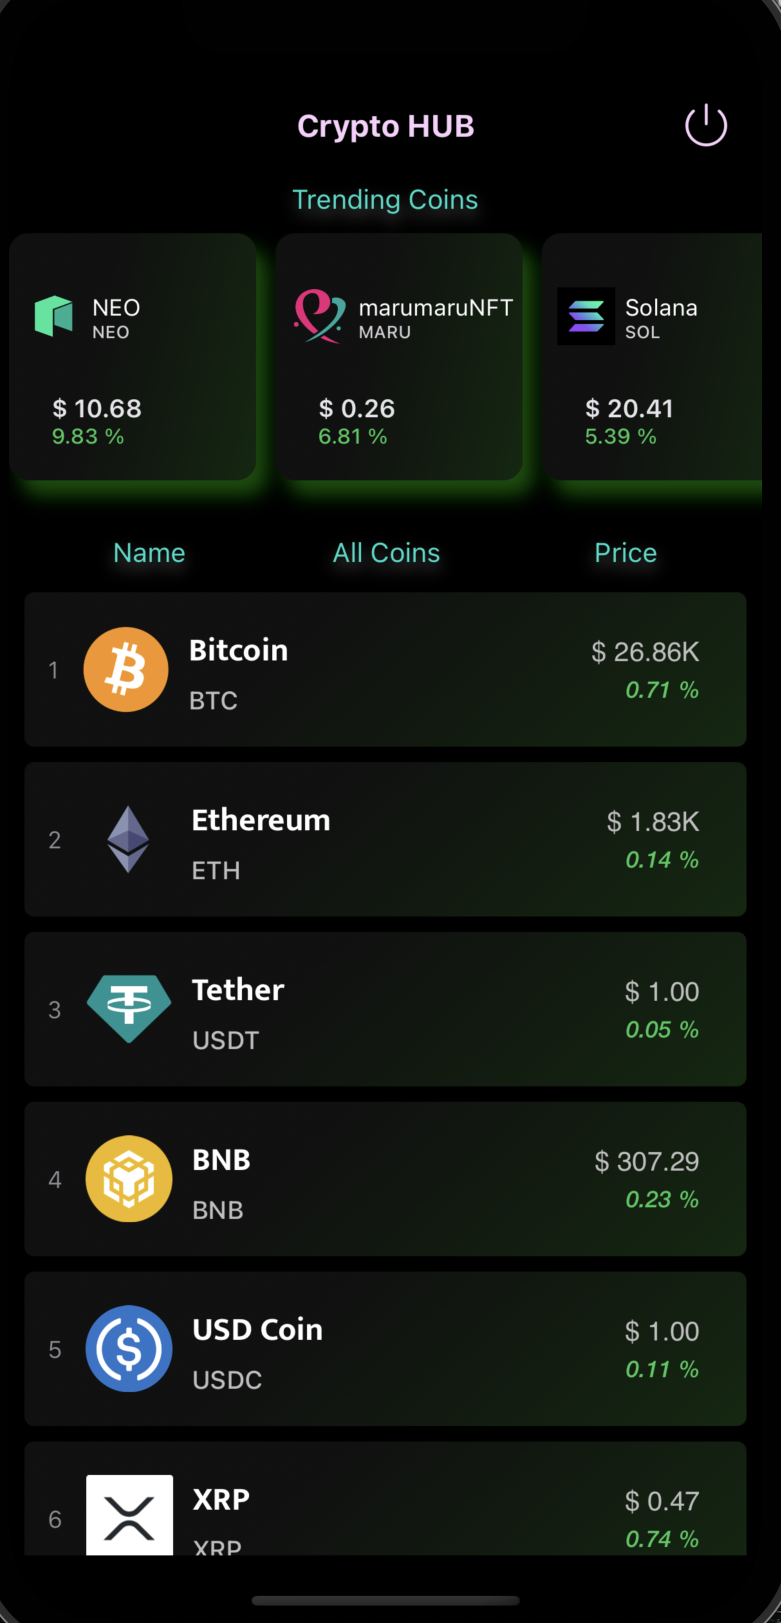 Crypto HUB
Trending Coins
NEO
NEO
$ 10.68
9.83 %
marumaruNFT
MARU
$ 0.26
6.81 %
Solana
SOL
$ 20.41
5.39 %
Name All Coins Price
1 Bitcoin $ 26.86K
BTC 0.71 %
2 Ethereum $ 1.83K
ETH 0.14 %
3 Tether $ 1.00
USDT 0.05 %
4 BNB $ 307.29
BNB 0.23 %
5 USD Coin $ 1.00
USDC 0.11 %
6 XRP $ 0.47
XRP 0.74 %